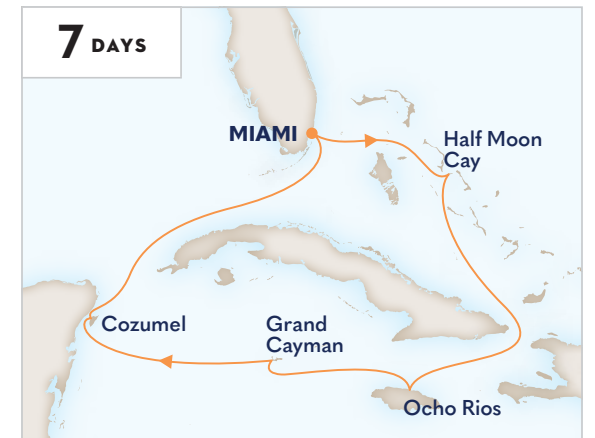 7 DAYS
MIAMI
Half Moon
Cay
Cozumel
Grand
Cayman
Ocho Rios